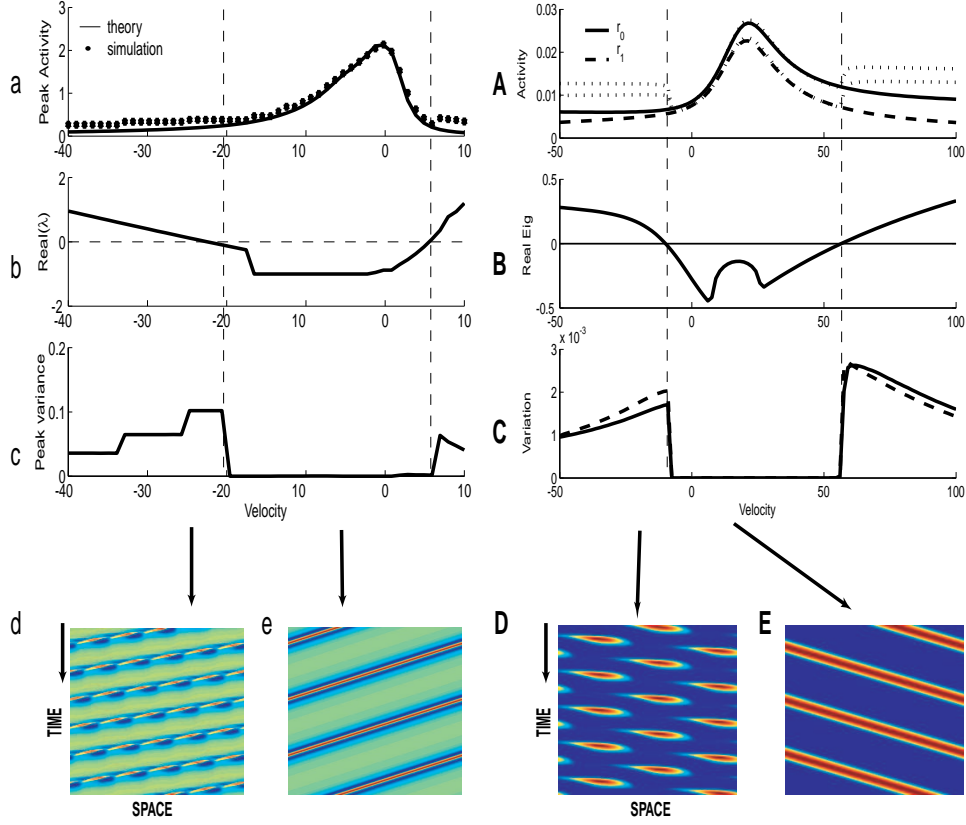 a
theory
simulation
Peak Activity
3
2
1
0
-40 -30 -20 -10 0 10
b
Real(λ)
2
0
-2
-40 -30 -20 -10 0 10
c
Peak variance
0.2
0.1
0
-40 -30 -20 -10 0 10
Velocity
A
r0
r1
Activity
0.03
0.02
0.01
0
-50 0 50 100
B
Real Eig
0.5
0
-0.5
-50 0 50 100
C
x 10-3
Variation
3
2
1
0
-50 0 50 100
Velocity
d
TIME
SPACE
e
D
TIME
SPACE
E